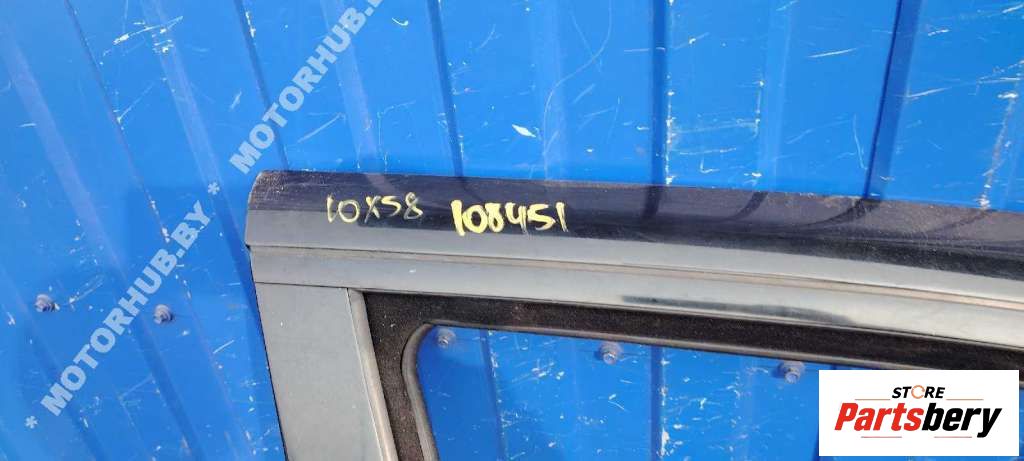 * MOTORHUB.BY * MOTORHUB.BY
10X58 108451
STORE
Partsbery